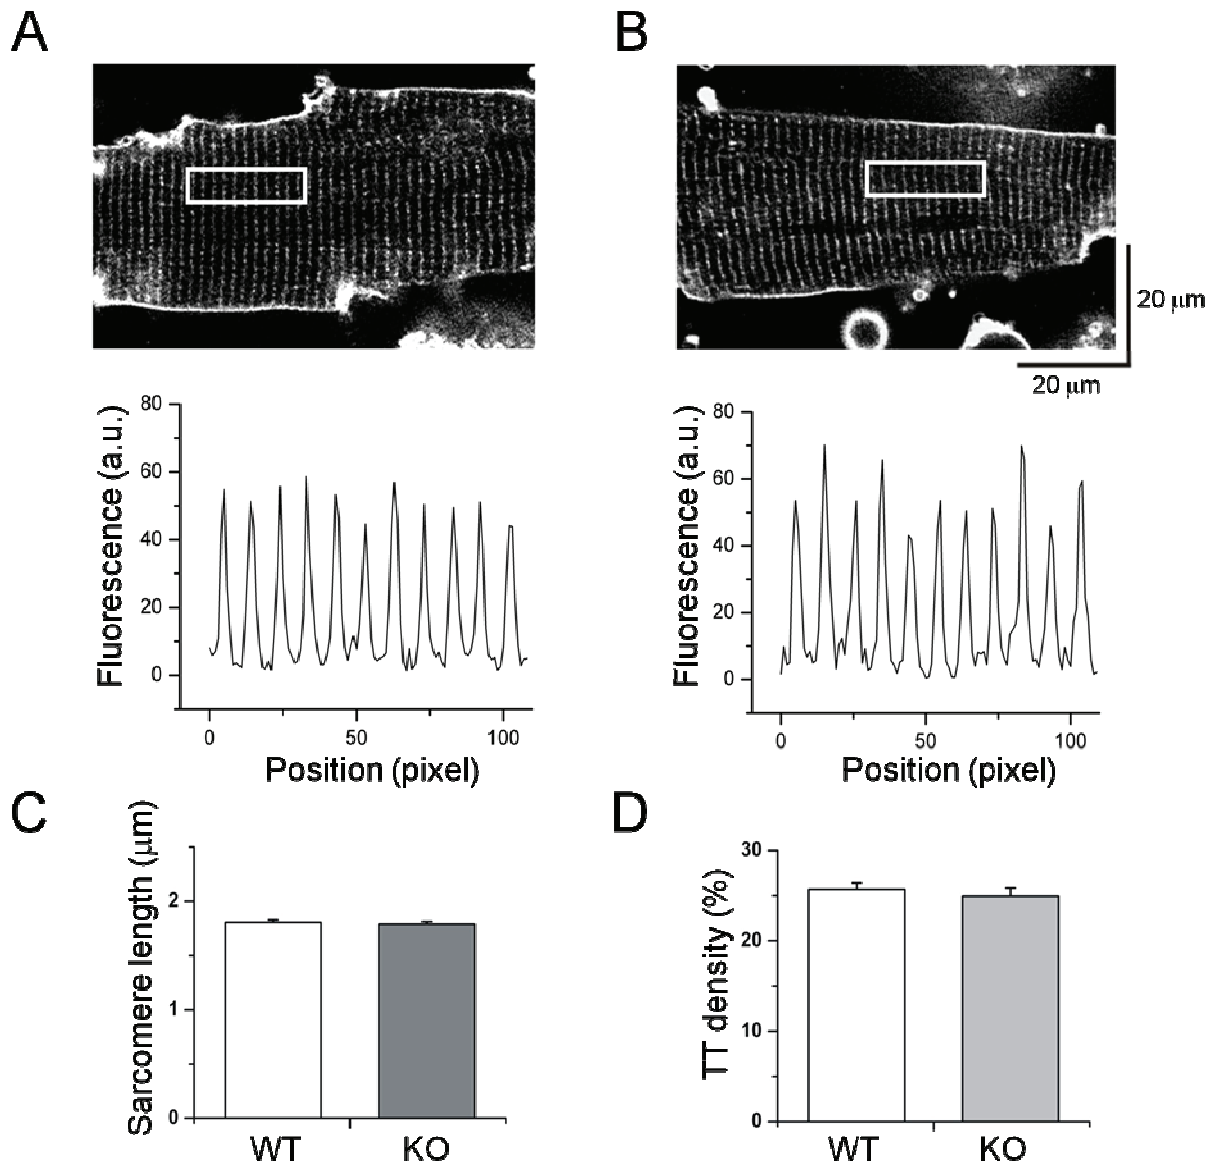 A
B
20 μm
20 μm
Fluorescence (a.u.)
80
60
40
20
0
0
50
100
Position (pixel)
Fluorescence (a.u.)
80
60
40
20
0
0
50
100
Position (pixel)
C
D
Sarcomere length (μm)
2
1
0
WT
KO
TT density (%)
30
20
10
0
WT
KO